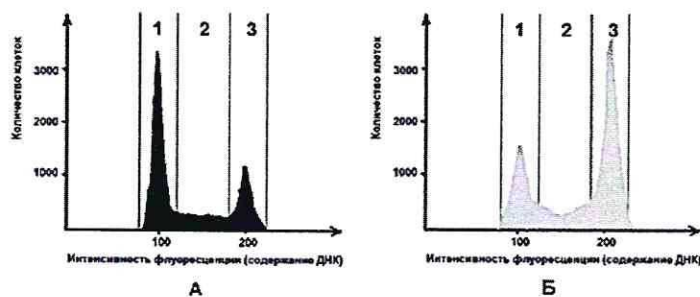 1 2 3
Количество клеток
3000
2000
1000
100 200
Интенсивность флуоресценции (содержание ДНК)
А
1 2 3
Количество клеток
3000
2000
1000
100 200
Интенсивность флуоресценции (содержание ДНК)
Б